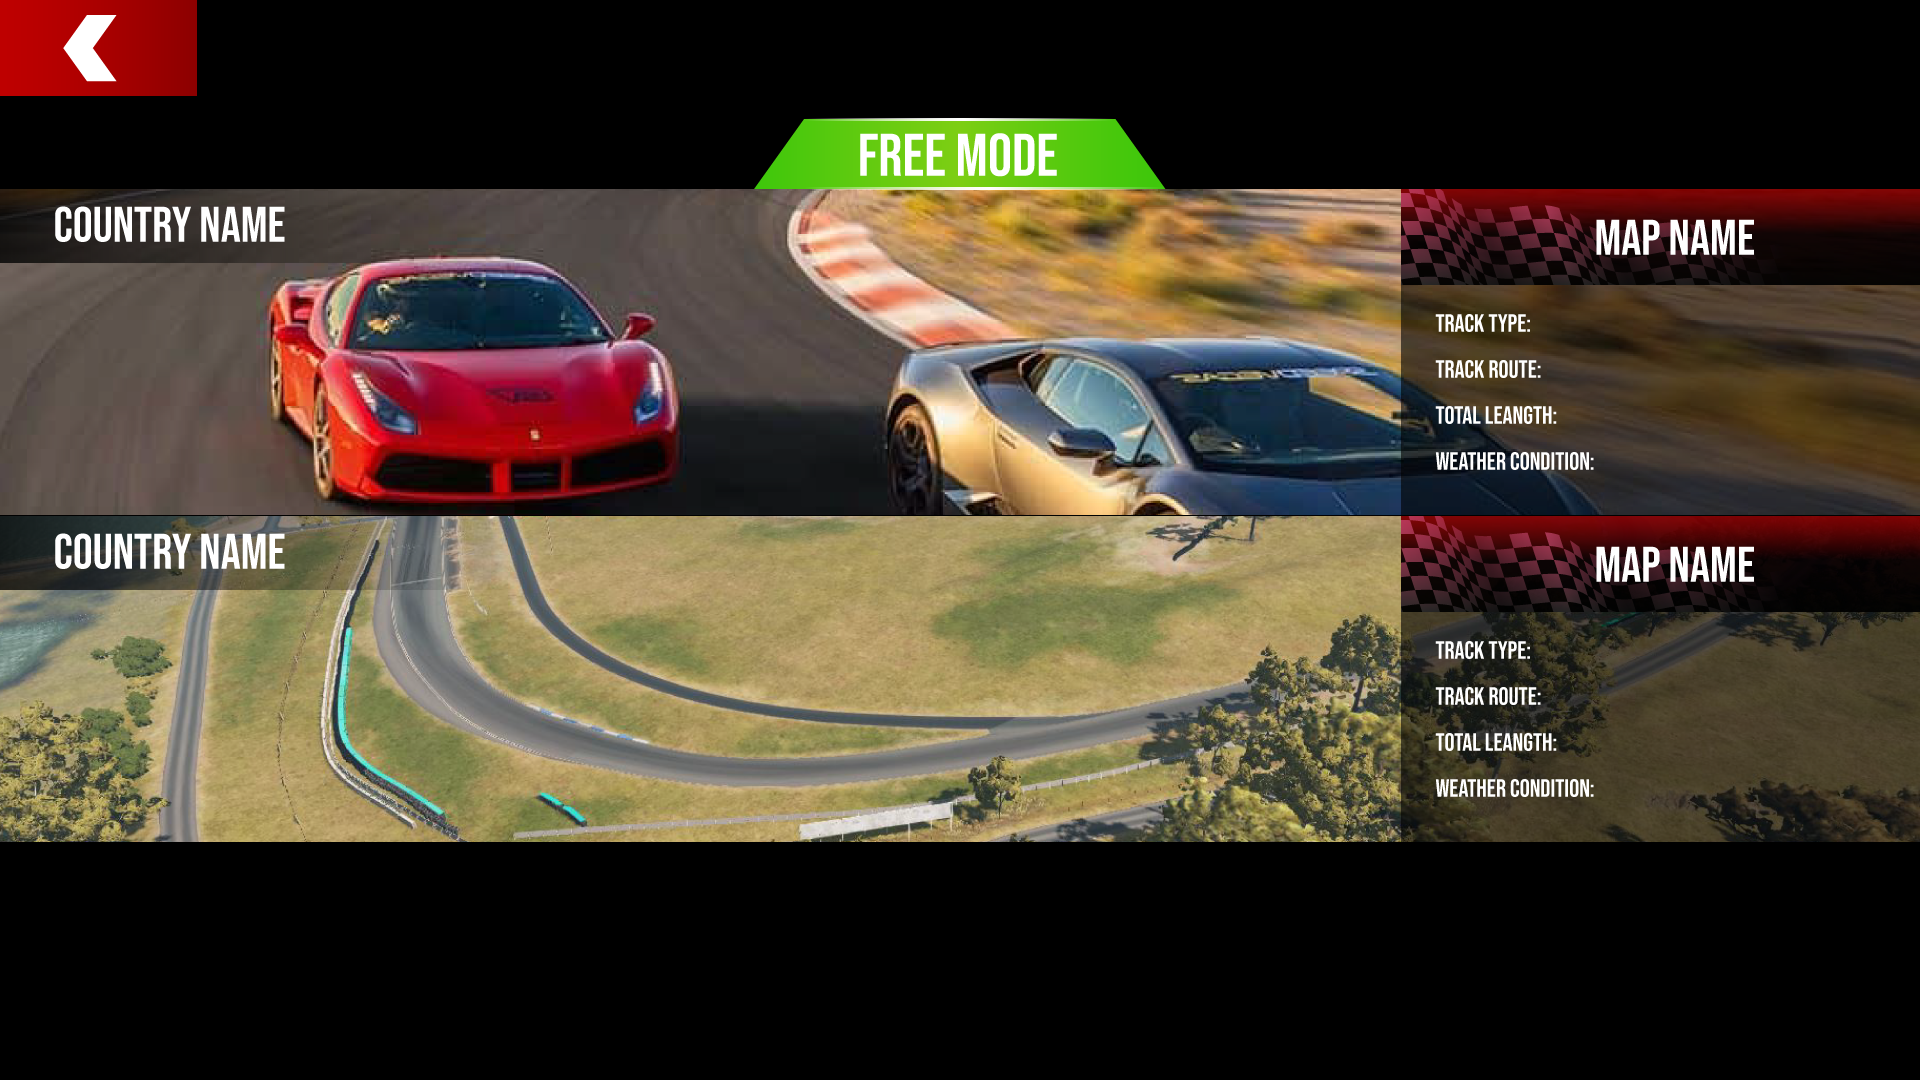 FREE MODE
COUNTRY NAME
MAP NAME
TRACK TYPE:
TRACK ROUTE:
TOTAL LEANGTH:
WEATHER CONDITION:
COUNTRY NAME
MAP NAME
TRACK TYPE:
TRACK ROUTE:
TOTAL LEANGTH:
WEATHER CONDITION: